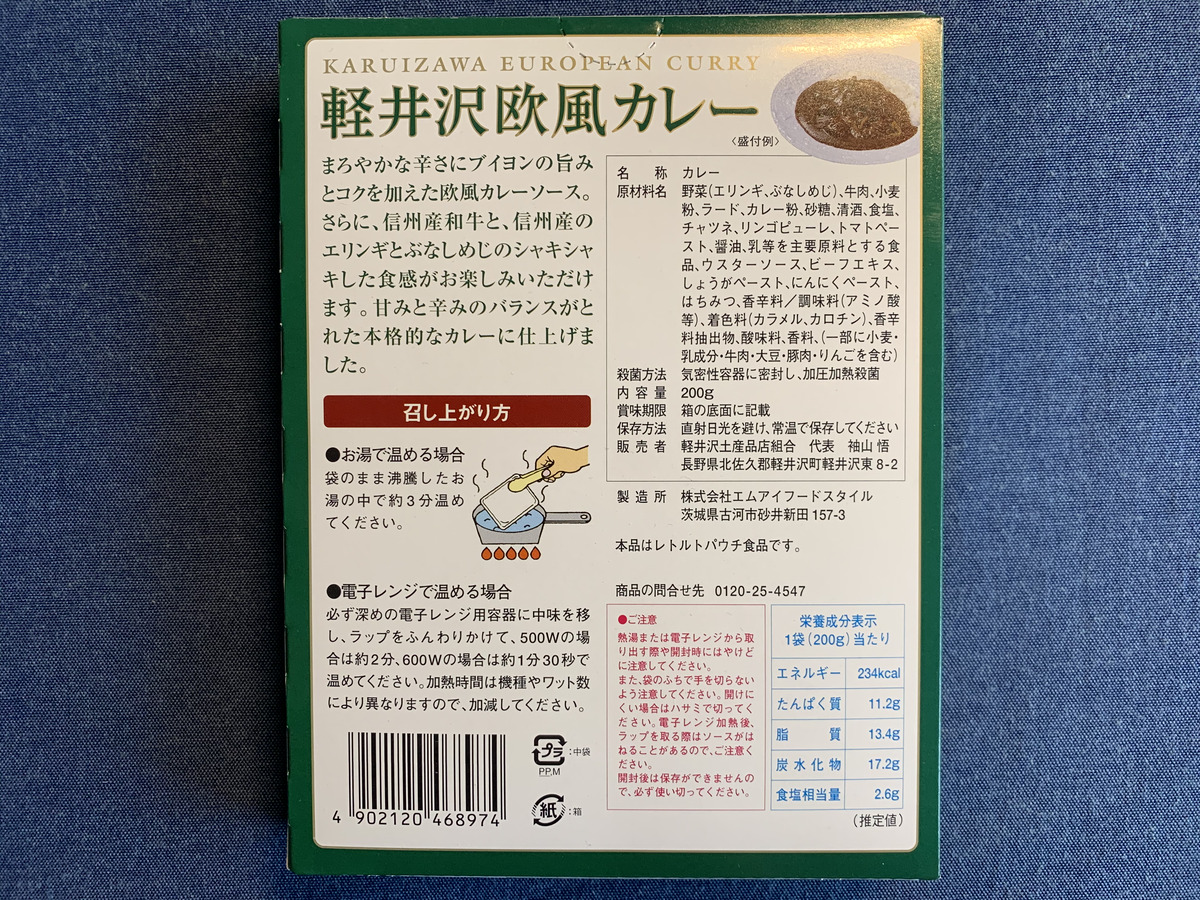 KARUIZAWA EUROPEAN CURRY
軽井沢欧風カレー
〈盛付例〉
まろやかな辛さにブイヨンの旨み
とコクを加えた欧風カレーソース。
さらに、信州産和牛と、信州産の
エリンギとぶなしめじのシャキシャ
キした食感がお楽しみいただけ
ます。甘みと辛みのバランスがと
れた本格的なカレーに仕上げま
した。
召し上がり方
●お湯で温める場合
袋のまま沸騰したお
湯の中で約3分温め
てください。
●電子レンジで温める場合
必ず深めの電子レンジ用容器に中味を移
し、ラップをふんわりかけて、500Wの場
合は約2分、600Wの場合は約1分30秒で
温めてください。加熱時間は機種やワット数
により異なりますので、加減してください。
4 902120 468974
プラ :中袋
PP,M
紙 :箱
名称 カレー
原材料名 野菜(エリンギ、ぶなしめじ)、牛肉、小麦
粉、ラード、カレー粉、砂糖、清酒、食塩、
チャツネ、リンゴピューレ、トマトペー
スト、醤油、乳等を主要原料とする食
品、ウスターソース、ビーフエキス、
しょうがペースト、にんにくペースト、
はちみつ、香辛料/調味料(アミノ酸
等)、着色料(カラメル、カロチン)、香辛
料抽出物、酸味料、香料、(一部に小麦・
乳成分・牛肉・大豆・豚肉・りんごを含む)
殺菌方法 気密性容器に密封し、加圧加熱殺菌
内容量 200g
賞味期限 箱の底面に記載
保存方法 直射日光を避け、常温で保存してください
販売者 軽井沢土産品店組合 代表 袖山 悟
長野県北佐久郡軽井沢町軽井沢東8-2
製造所 株式会社エムアイフードスタイル
茨城県古河市砂井新田157-3
本品はレトルトパウチ食品です。
商品の問合せ先 0120-25-4547
●ご注意
熱湯または電子レンジから取
り出す際や開封時にはやけど
に注意してください。
また、袋のふちで手を切らない
よう注意してください。開けに
くい場合はハサミで切ってく
ださい。電子レンジ加熱後、
ラップを取る際はソースがは
ねることがあるので、ご注意く
ださい。
開封後は保存ができませんの
で、必ず使い切ってください。
栄養成分表示
1袋(200g)当たり
エネルギー 234kcal
たんぱく質 11.2g
脂質 13.4g
炭水化物 17.2g
食塩相当量 2.6g
(推定値)